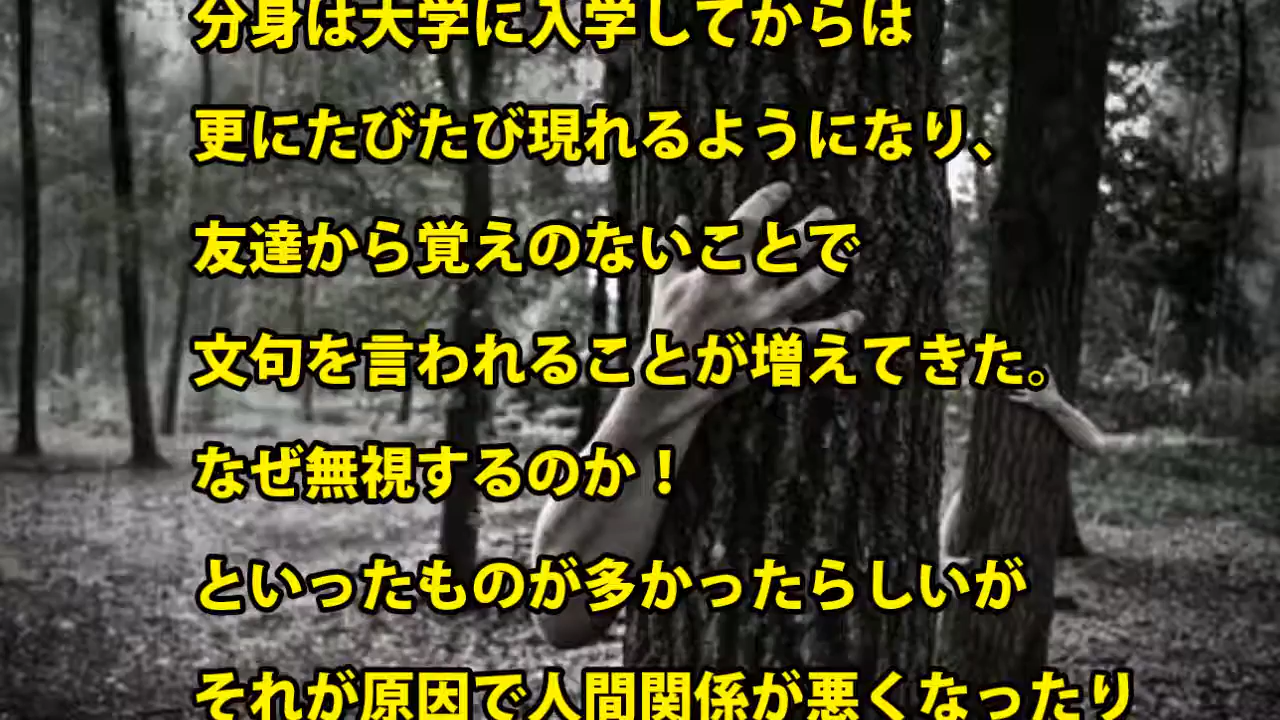 分身は大学に入学してからは
更にたびたび現れるようになり、
友達から覚えのないことで
文句を言われることが増えてきた。
なぜ無視するのか！
といったものが多かったらしいが
それが原因で人間関係が悪くなったり